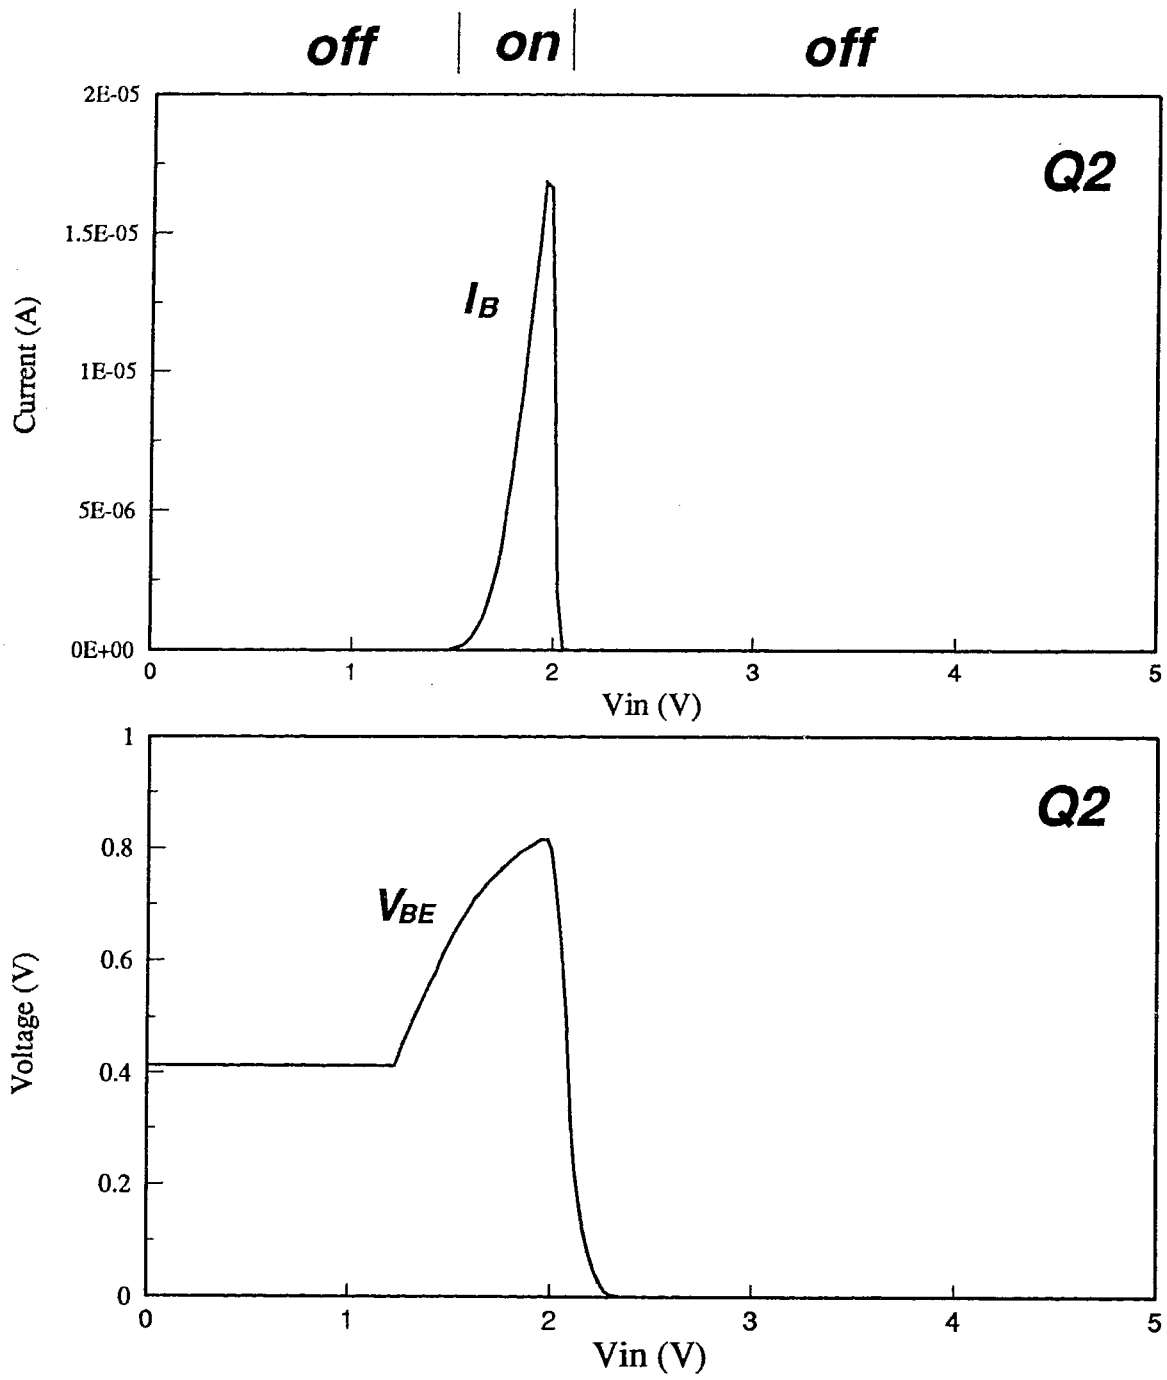 off on off
2E-05
Q2
1.5E-05
IB
Current (A)
1E-05
5E-06
0E+00
0 1 2 3 4 5
Vin (V)
1
Q2
0.8
VBE
0.6
Voltage (V)
0.4
0.2
0
0 1 2 3 4 5
Vin (V)